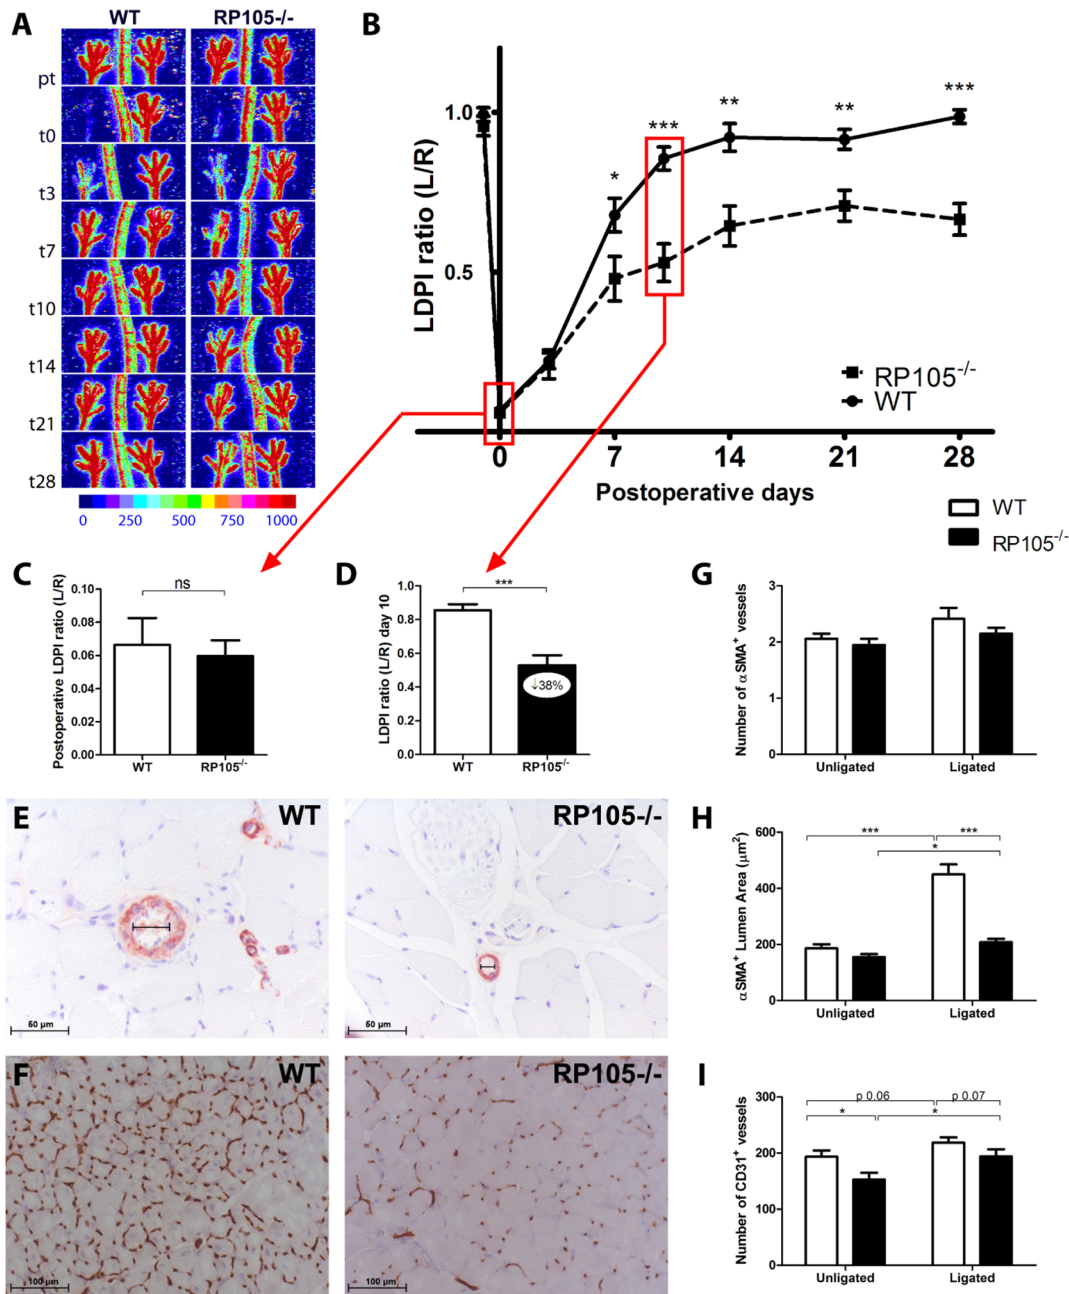 A
WT
RP105-/-
pt
t0
t3
t7
t10
t14
t21
t28
0 250 500 750 1000
B
LDPI ratio (L/R)
1.0
0.5
*
***
**
**
***
RP105-/-
WT
0 7 14 21 28
Postoperative days
WT
RP105-/-
C
Postoperative LDPI ratio (L/R)
0.10
0.08
0.06
0.04
0.02
0.00
ns
WT RP105-/-
D
LDPI ratio (L/R) day 10
1.0
0.8
0.6
0.4
0.2
0.0
***
↓38%
WT RP105-/-
G
Number of αSMA+ vessels
3
2
1
0
Unligated Ligated
E
WT
50 µm
RP105-/-
50 µm
H
αSMA+ Lumen Area (µm2)
600
400
200
0
*** ***
*
Unligated Ligated
F
WT
100 µm
RP105-/-
100 µm
I
Number of CD31+ vessels
300
200
100
0
p 0.06 p 0.07
* *
Unligated Ligated